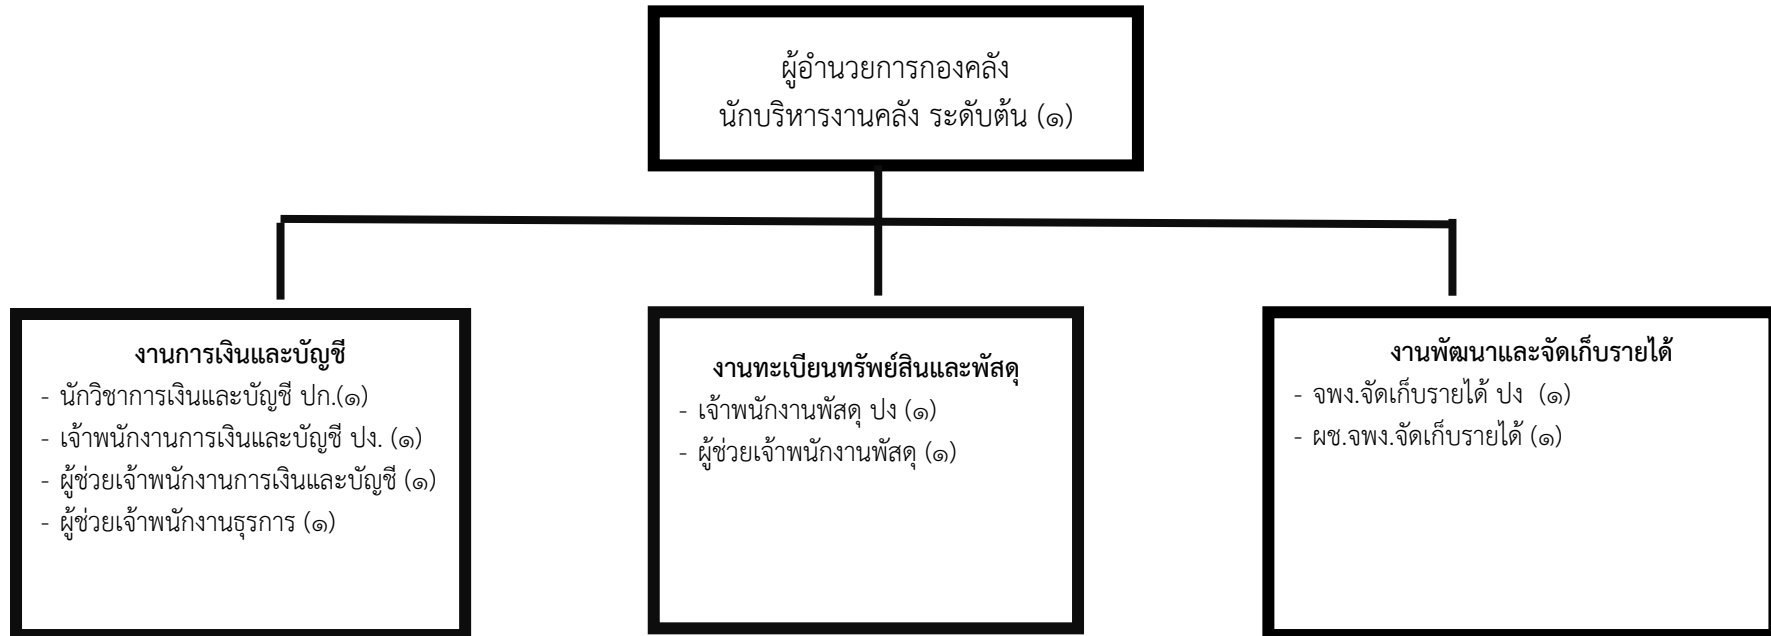 ผู้อำนวยการกองคลัง
นักบริหารงานคลัง ระดับต้น (๑)
งานการเงินและบัญชี
- นักวิชาการเงินและบัญชี ปก.(๑)
- เจ้าพนักงานการเงินและบัญชี ปง. (๑)
- ผู้ช่วยเจ้าพนักงานการเงินและบัญชี (๑)
- ผู้ช่วยเจ้าพนักงานธุรการ (๑)
งานทะเบียนทรัพย์สินและพัสดุ
- เจ้าพนักงานพัสดุ ปง (๑)
- ผู้ช่วยเจ้าพนักงานพัสดุ (๑)
งานพัฒนาและจัดเก็บรายได้
- จพง.จัดเก็บรายได้ ปง (๑)
- ผช.จพง.จัดเก็บรายได้ (๑)